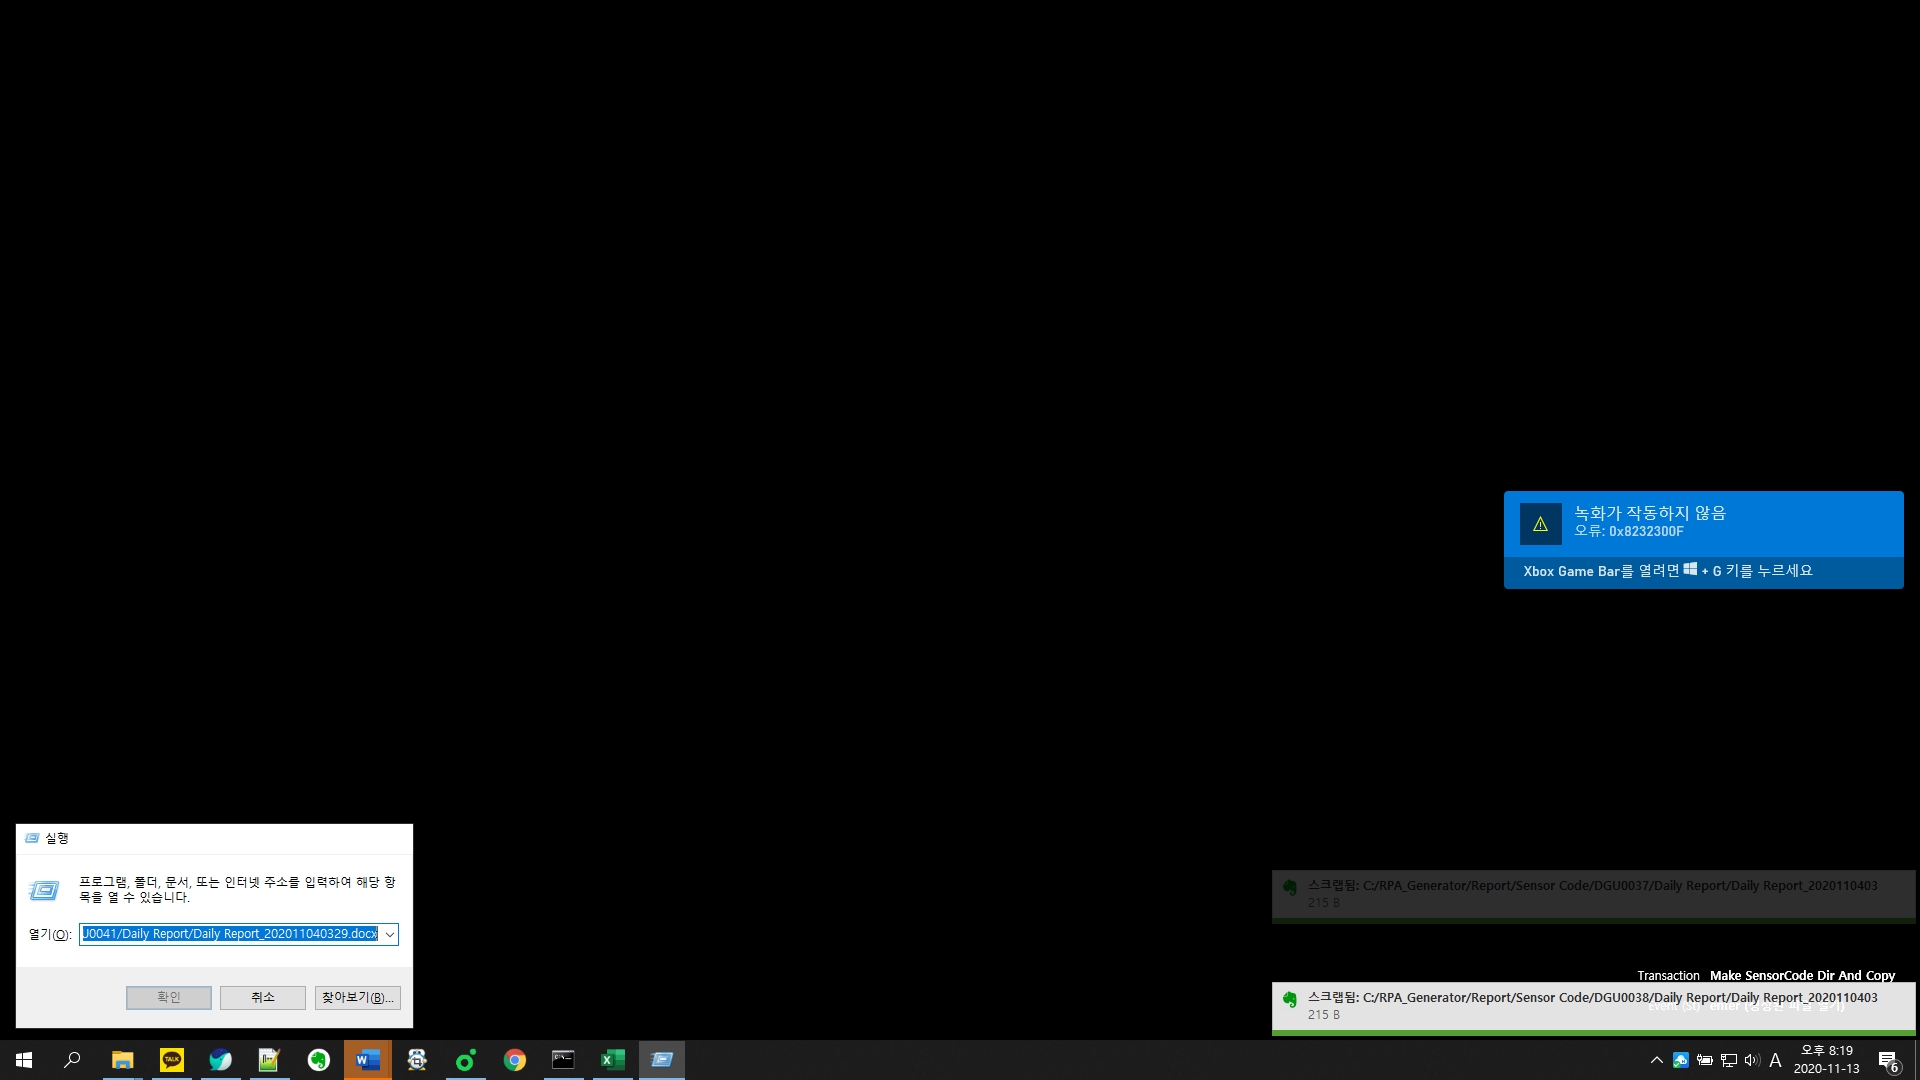 녹화가 작동하지 않음
오류: 0x8232300F
Xbox Game Bar를 열려면 + G 키를 누르세요
실행
프로그램, 폴더, 문서, 또는 인터넷 주소를 입력하여 해당 항
목을 열 수 있습니다.
열기(O): J0041/Daily Report/Daily Report_202011040329.docx
확인 취소 찾아보기(B)...
스크랩됨: C:/RPA_Generator/Report/Sensor Code/DGU0037/Daily Report/Daily Report_2020110403
215 B
Transaction Make SensorCode Dir And Copy
스크랩됨: C:/RPA_Generator/Report/Sensor Code/DGU0038/Daily Report/Daily Report_2020110403
215 B
TALK
W
X
A
오후 8:19
2020-11-13
6